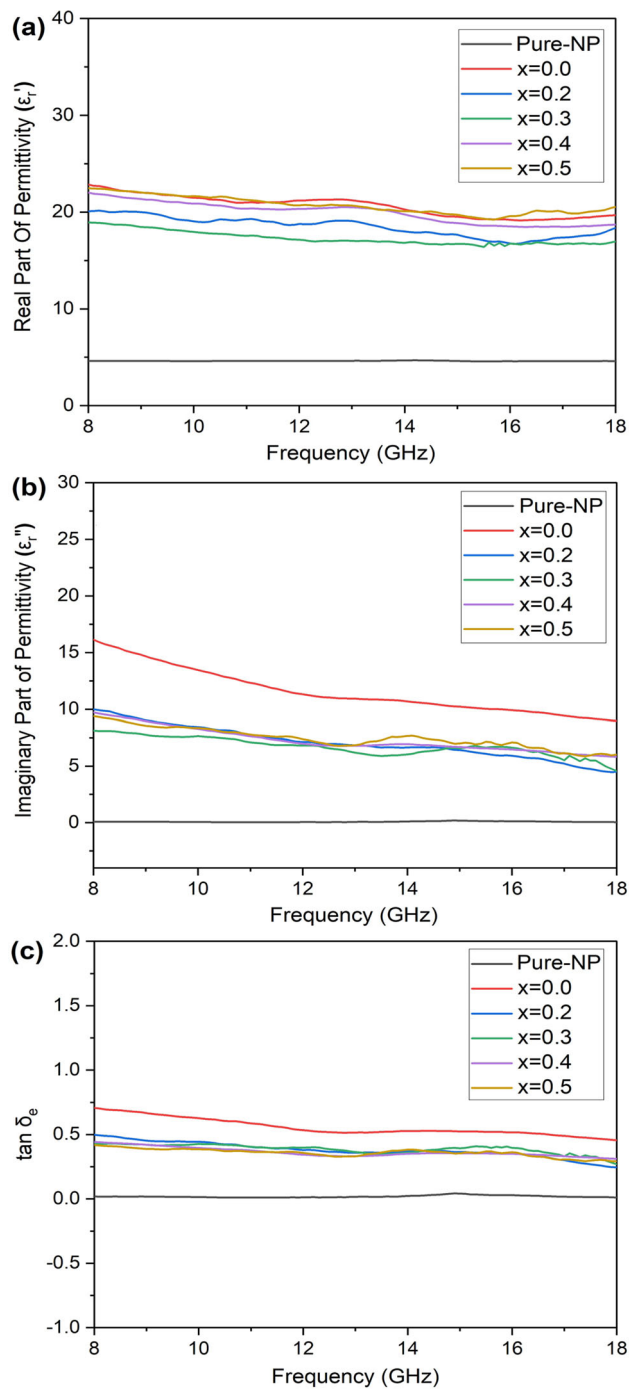 (a)
40
30
20
10
0
Real Part Of Permittivity (εᵣ')
Pure-NP
x=0.0
x=0.2
x=0.3
x=0.4
x=0.5
8 10 12 14 16 18
Frequency (GHz)
(b)
30
25
20
15
10
5
0
Imaginary Part of Permittivity (εᵣ'')
Pure-NP
x=0.0
x=0.2
x=0.3
x=0.4
x=0.5
8 10 12 14 16 18
Frequency (GHz)
(c)
2.0
1.5
1.0
0.5
0.0
-0.5
-1.0
tan δₑ
Pure-NP
x=0.0
x=0.2
x=0.3
x=0.4
x=0.5
8 10 12 14 16 18
Frequency (GHz)